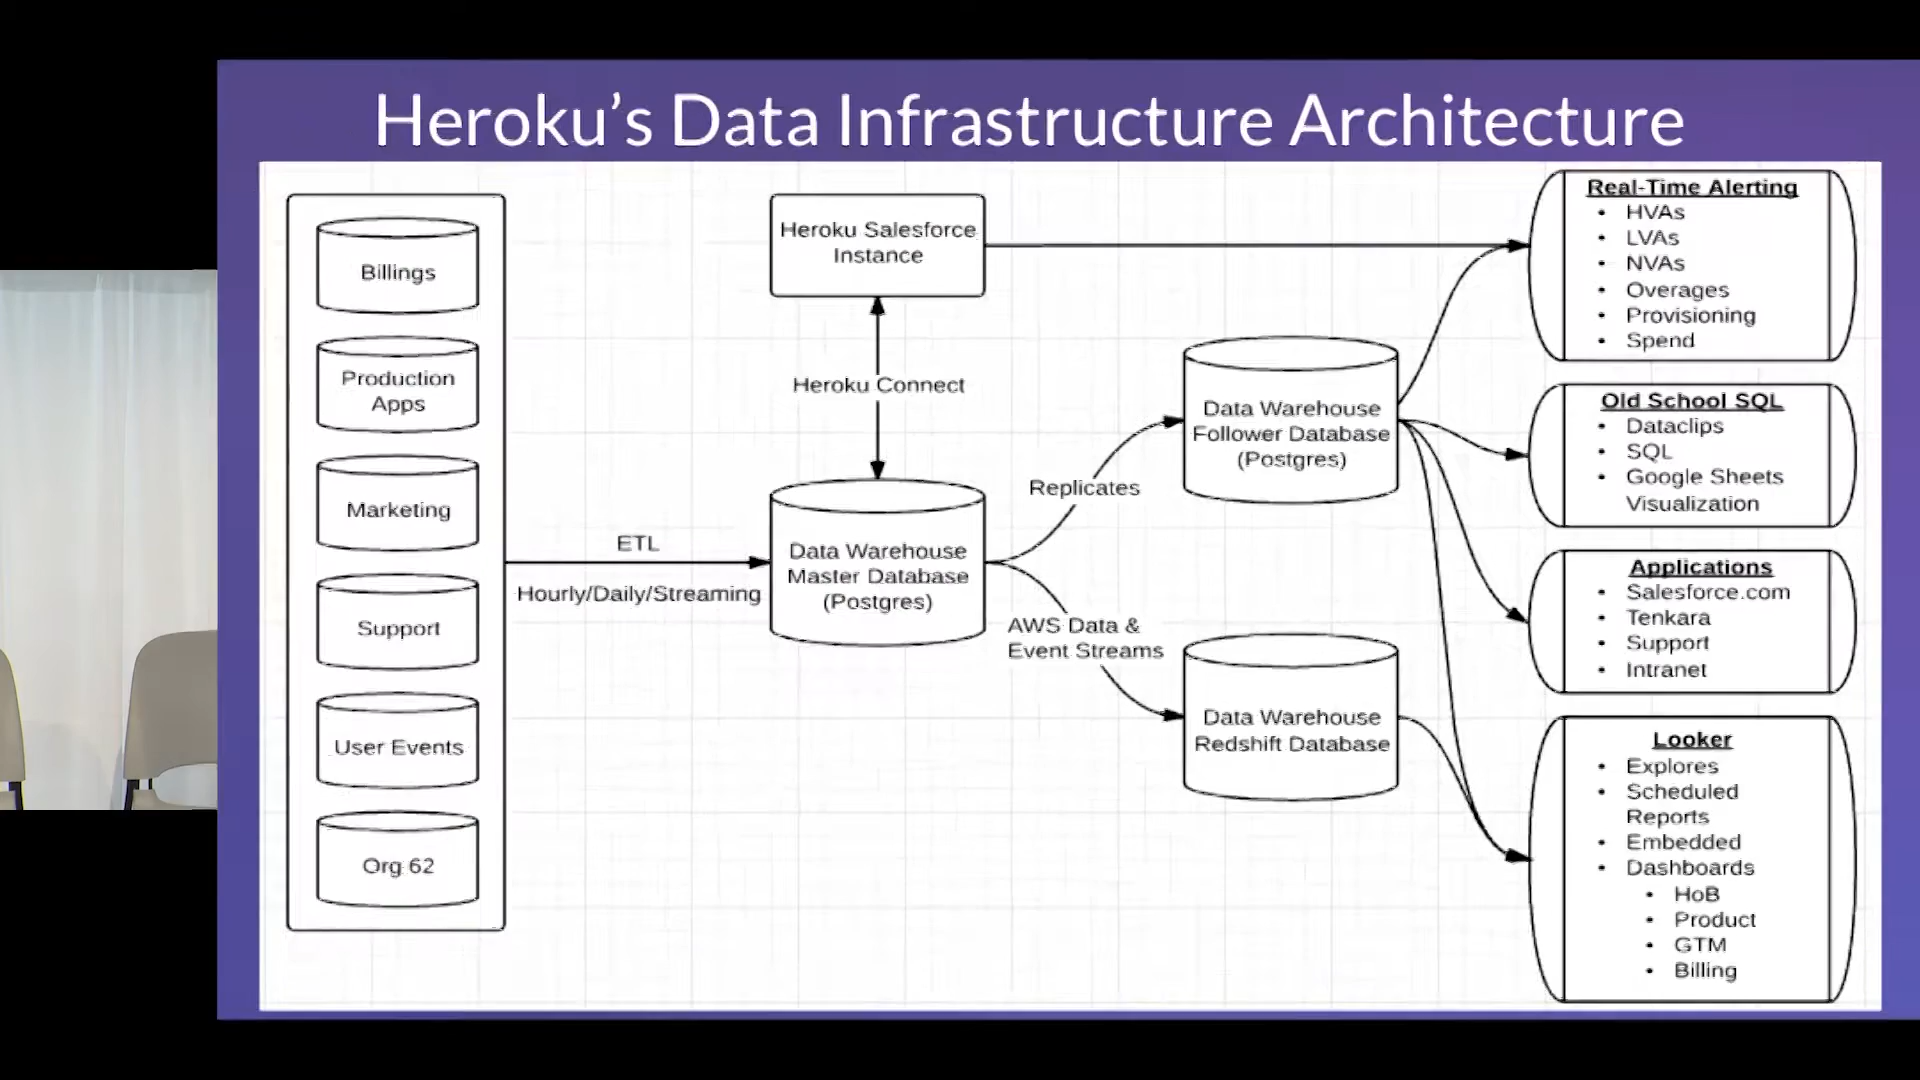 Heroku’s Data Infrastructure Architecture
Billings
Production
Apps
Marketing
Support
User Events
Org 62
ETL
Hourly/Daily/Streaming
Heroku Salesforce
Instance
Heroku Connect
Data Warehouse
Master Database
(Postgres)
Replicates
AWS Data &
Event Streams
Data Warehouse
Follower Database
(Postgres)
Data Warehouse
Redshift Database
Real-Time Alerting
• HVAs
• LVAs
• NVAs
• Overages
• Provisioning
• Spend
Old School SQL
• Dataclips
• SQL
• Google Sheets
Visualization
Applications
• Salesforce.com
• Tenkara
• Support
• Intranet
Looker
• Explores
• Scheduled
Reports
• Embedded
• Dashboards
• HoB
• Product
• GTM
• Billing